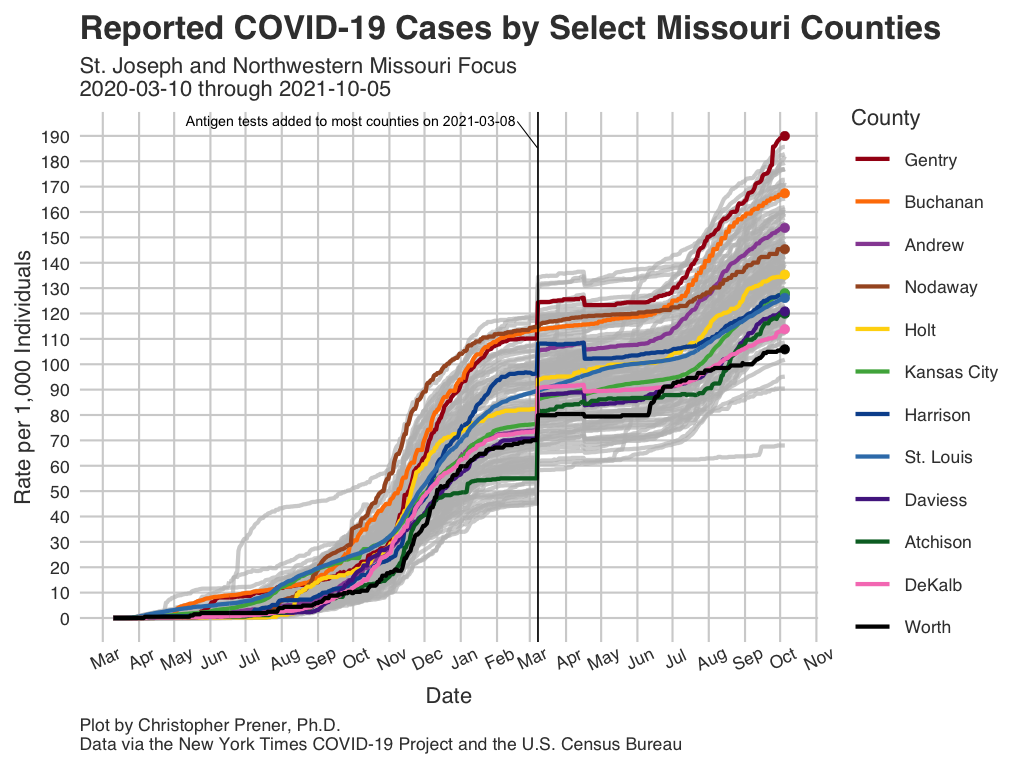 Reported COVID-19 Cases by Select Missouri Counties
St. Joseph and Northwestern Missouri Focus
2020-03-10 through 2021-10-05
Antigen tests added to most counties on 2021-03-08
Rate per 1,000 Individuals
190
180
170
160
150
140
130
120
110
100
90
80
70
60
50
40
30
20
10
0
Mar Apr May Jun Jul Aug Sep Oct Nov Dec Jan Feb Mar Apr May Jun Jul Aug Sep Oct Nov
Date
County
Gentry
Buchanan
Andrew
Nodaway
Holt
Kansas City
Harrison
St. Louis
Daviess
Atchison
DeKalb
Worth
Plot by Christopher Prener, Ph.D.
Data via the New York Times COVID-19 Project and the U.S. Census Bureau